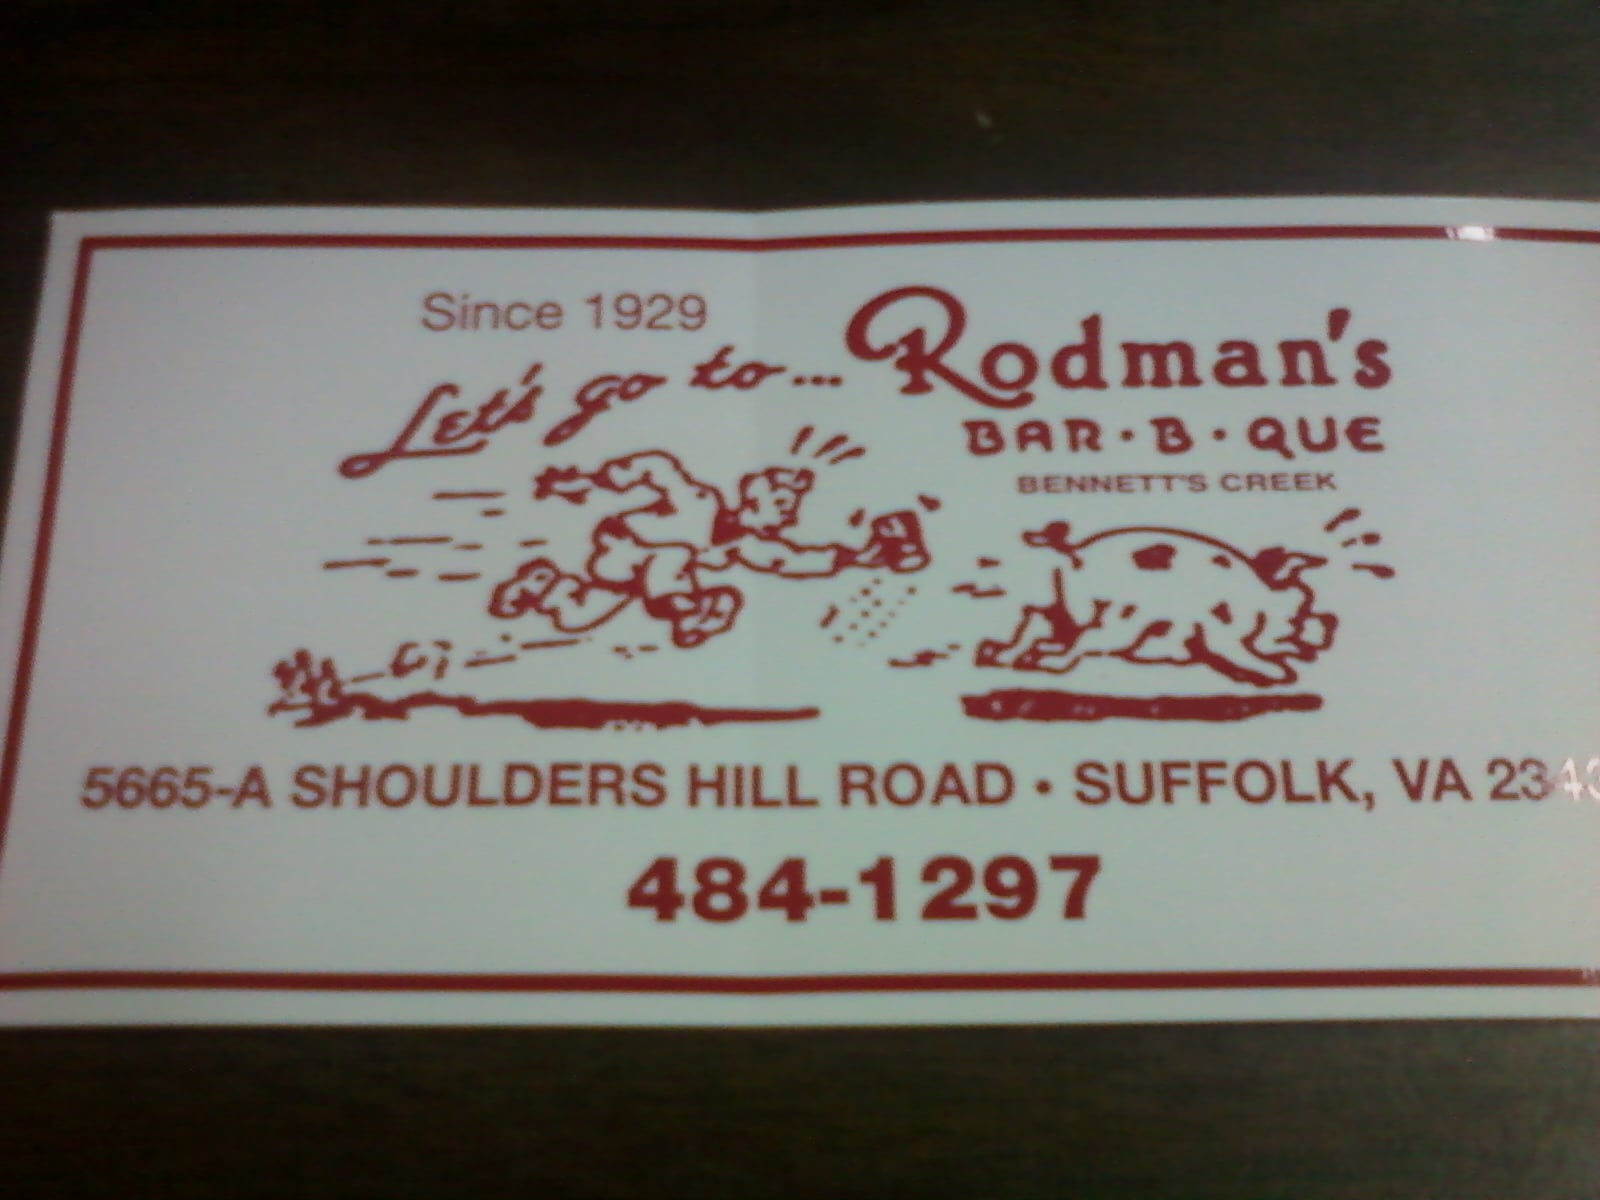 Since 1929
Let's go to... Rodman's
BAR·B·QUE
BENNETT'S CREEK
5665-A SHOULDERS HILL ROAD • SUFFOLK, VA
484-1297